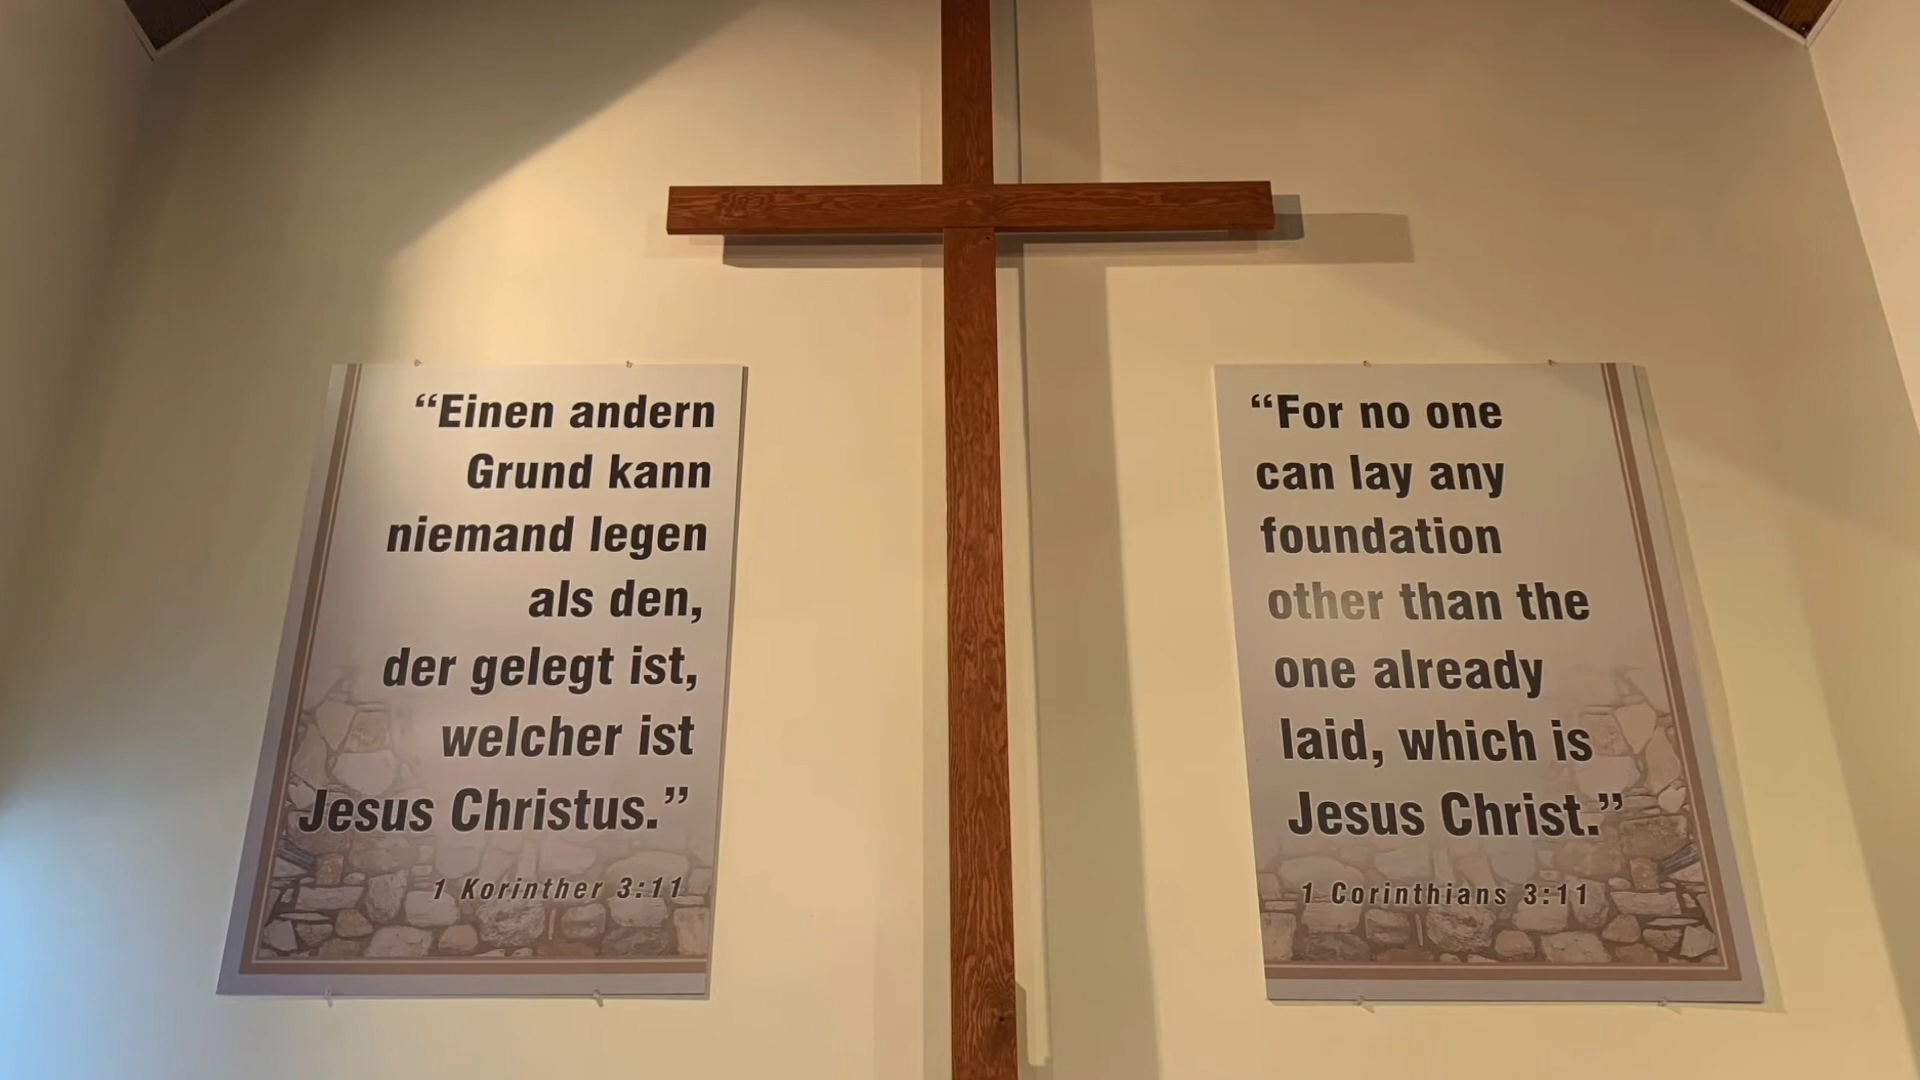 “Einen andern
Grund kann
niemand legen
als den,
der gelegt ist,
welcher ist
Jesus Christus.”
1 Korinther 3:11
“For no one
can lay any
foundation
other than the
one already
laid, which is
Jesus Christ.”
1 Corinthians 3:11